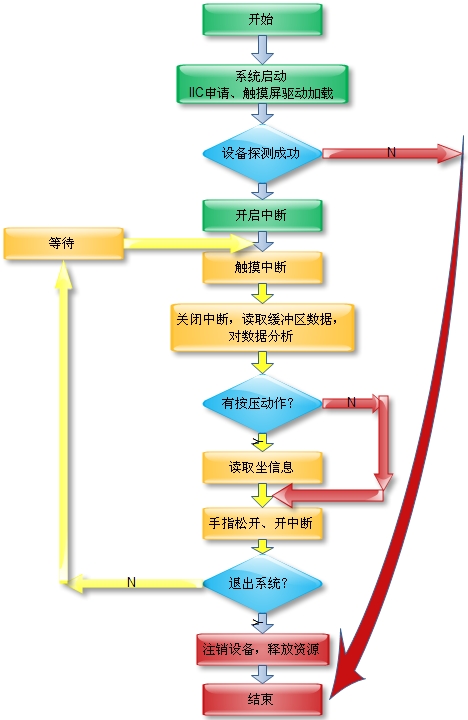 开始
系统启动
IIC申请、触摸屏驱动加载
设备探测成功
N
开启中断
等待
触摸中断
关闭中断，读取缓冲区数据，
对数据分析
有按压动作？
N
Y
读取坐信息
手指松开、开中断
退出系统？
N
Y
注销设备，释放资源
结束